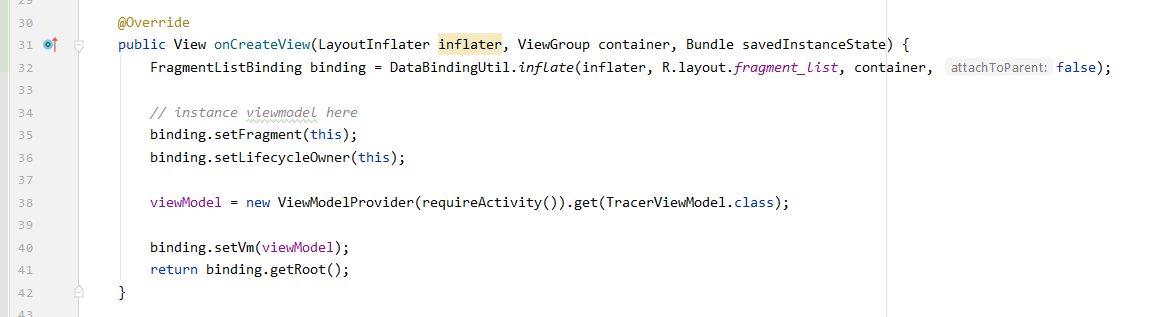 30 @Override
31 public View onCreateView(LayoutInflater inflater, ViewGroup container, Bundle savedInstanceState) {
32 FragmentListBinding binding = DataBindingUtil.inflate(inflater, R.layout.fragment_list, container, attachToParent: false);
33
34 // instance viewmodel here
35 binding.setFragment(this);
36 binding.setLifecycleOwner(this);
37
38 viewModel = new ViewModelProvider(requireActivity()).get(TracerViewModel.class);
39
40 binding.setVm(viewModel);
41 return binding.getRoot();
42 }